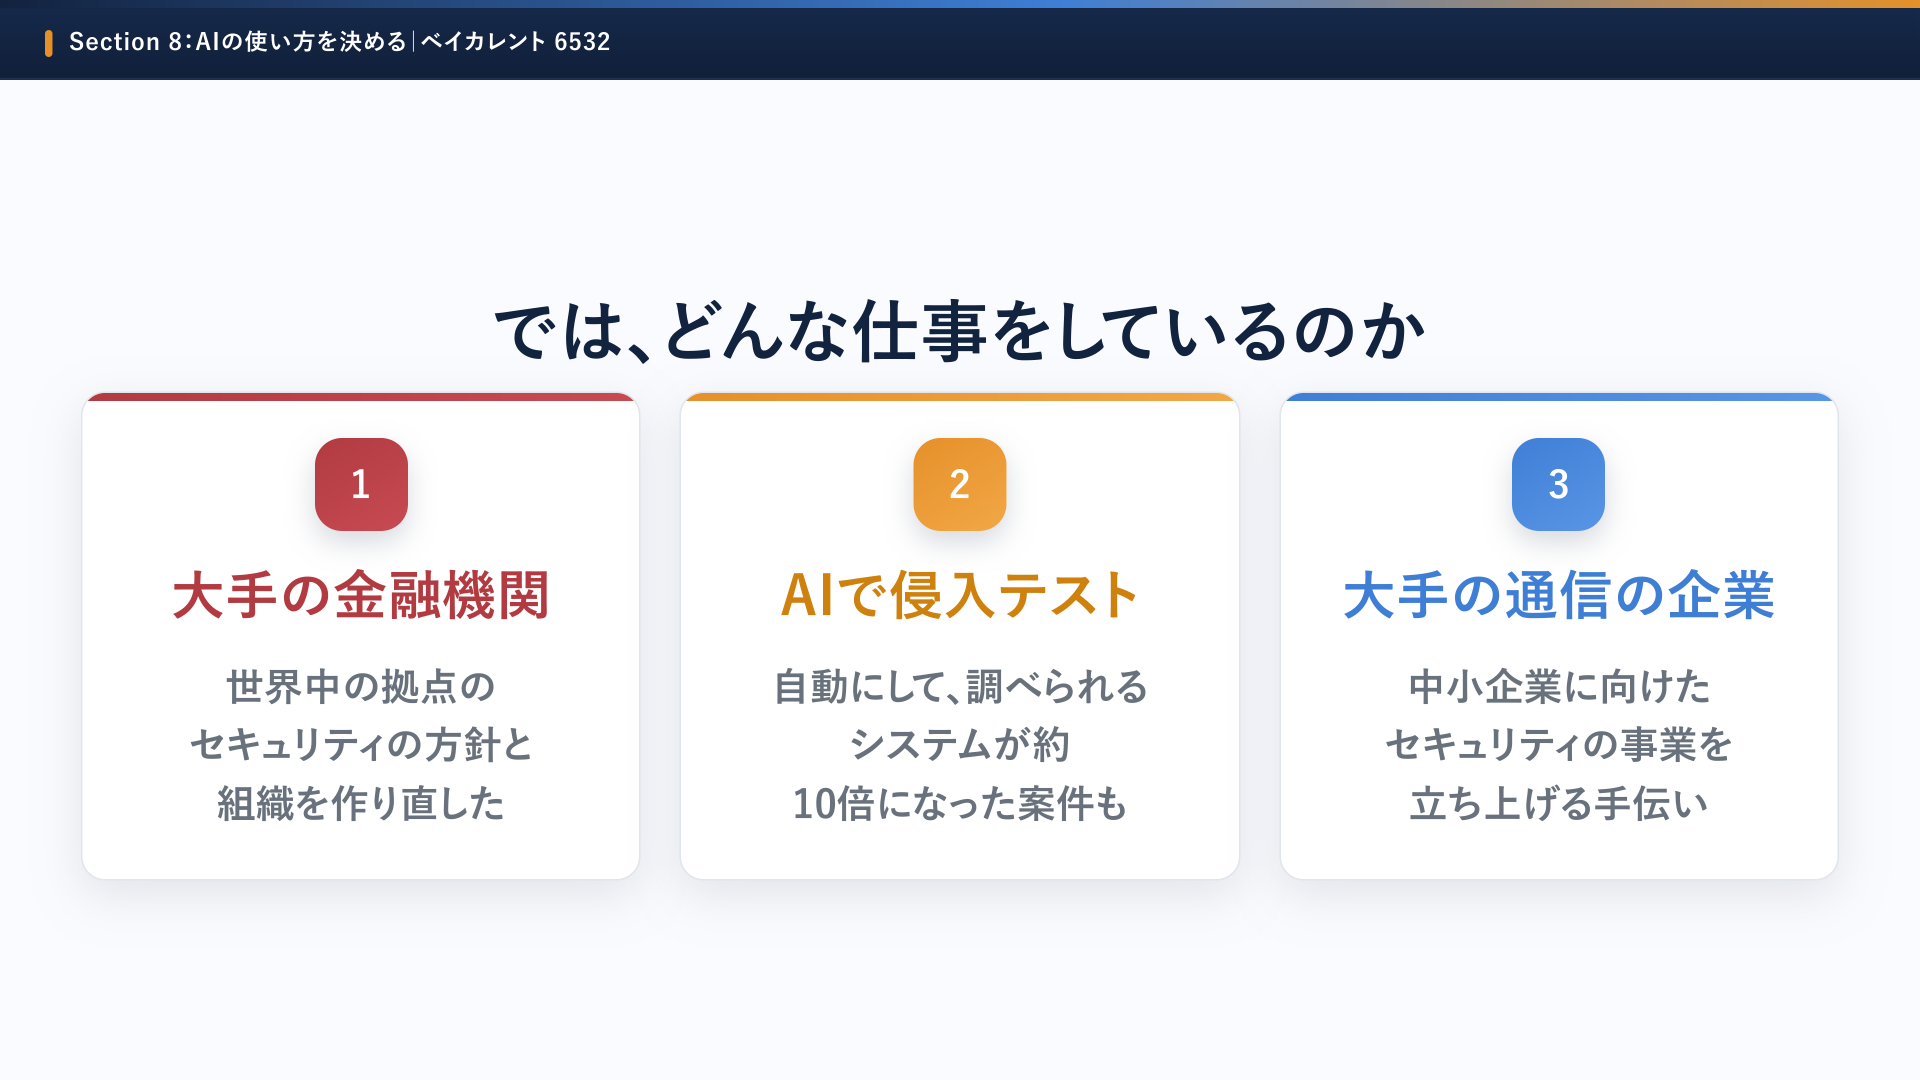 Section 8：AIの使い方を決める｜ベイカレント 6532
では、どんな仕事をしているのか
1
大手の金融機関
世界中の拠点の
セキュリティの方針と
組織を作り直した
2
AIで侵入テスト
自動にして、調べられる
システムが約
10倍になった案件も
3
大手の通信の企業
中小企業に向けた
セキュリティの事業を
立ち上げる手伝い